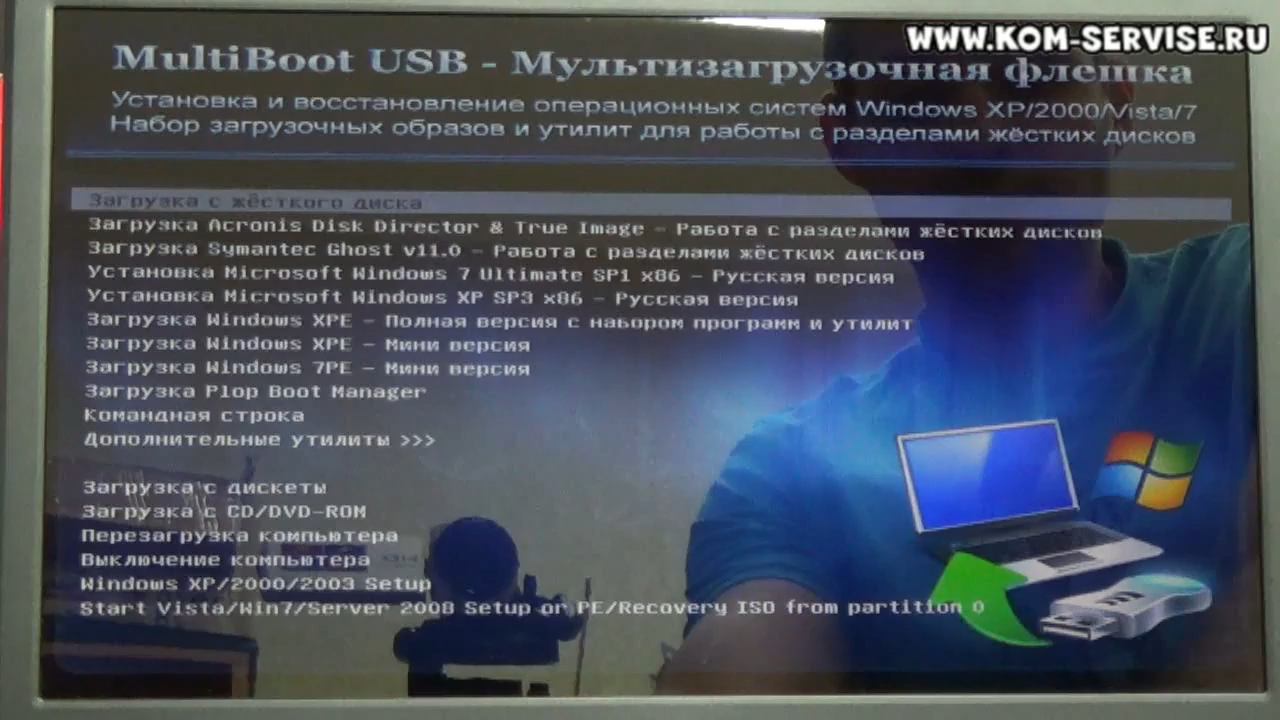 WWW.KOM-SERVISE.RU
MultiBoot USB - Мультизагрузочная флешка
Установка и восстановление операционных систем Windows XP/2000/Vista/7
Набор загрузочных образов и утилит для работы с разделами жёстких дисков
Загрузка с жёсткого диска
Загрузка Acronis Disk Director & True Image - Работа с разделами жёстких дисков
Загрузка Symantec Ghost v11.0 - Работа с разделами жёстких дисков
Установка Microsoft Windows 7 Ultimate SP1 x86 - Русская версия
Установка Microsoft Windows XP SP3 x86 - Русская версия
Загрузка Windows XPE - Полная версия с набором программ и утилит
Загрузка Windows XPE - Мини версия
Загрузка Windows 7PE - Мини версия
Загрузка Plop Boot Manager
Командная строка
Дополнительные утилиты >>>
Загрузка с дискеты
Загрузка с CD/DVD-ROM
Перезагрузка компьютера
Выключение компьютера
Windows XP/2000/2003 Setup
Start Vista/Win7/Server 2008 Setup or PE/Recovery ISO from partition 0